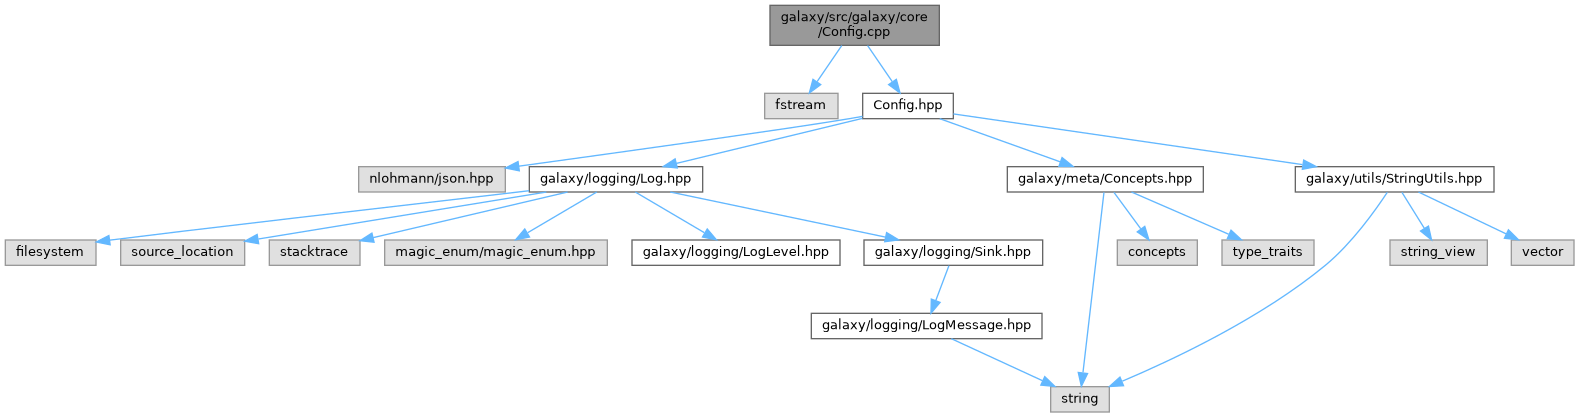 galaxy/src/galaxy/core
/Config.cpp
fstream
Config.hpp
nlohmann/json.hpp
galaxy/logging/Log.hpp
galaxy/meta/Concepts.hpp
galaxy/utils/StringUtils.hpp
filesystem
source_location
stacktrace
magic_enum/magic_enum.hpp
galaxy/logging/LogLevel.hpp
galaxy/logging/Sink.hpp
concepts
type_traits
string_view
vector
galaxy/logging/LogMessage.hpp
string